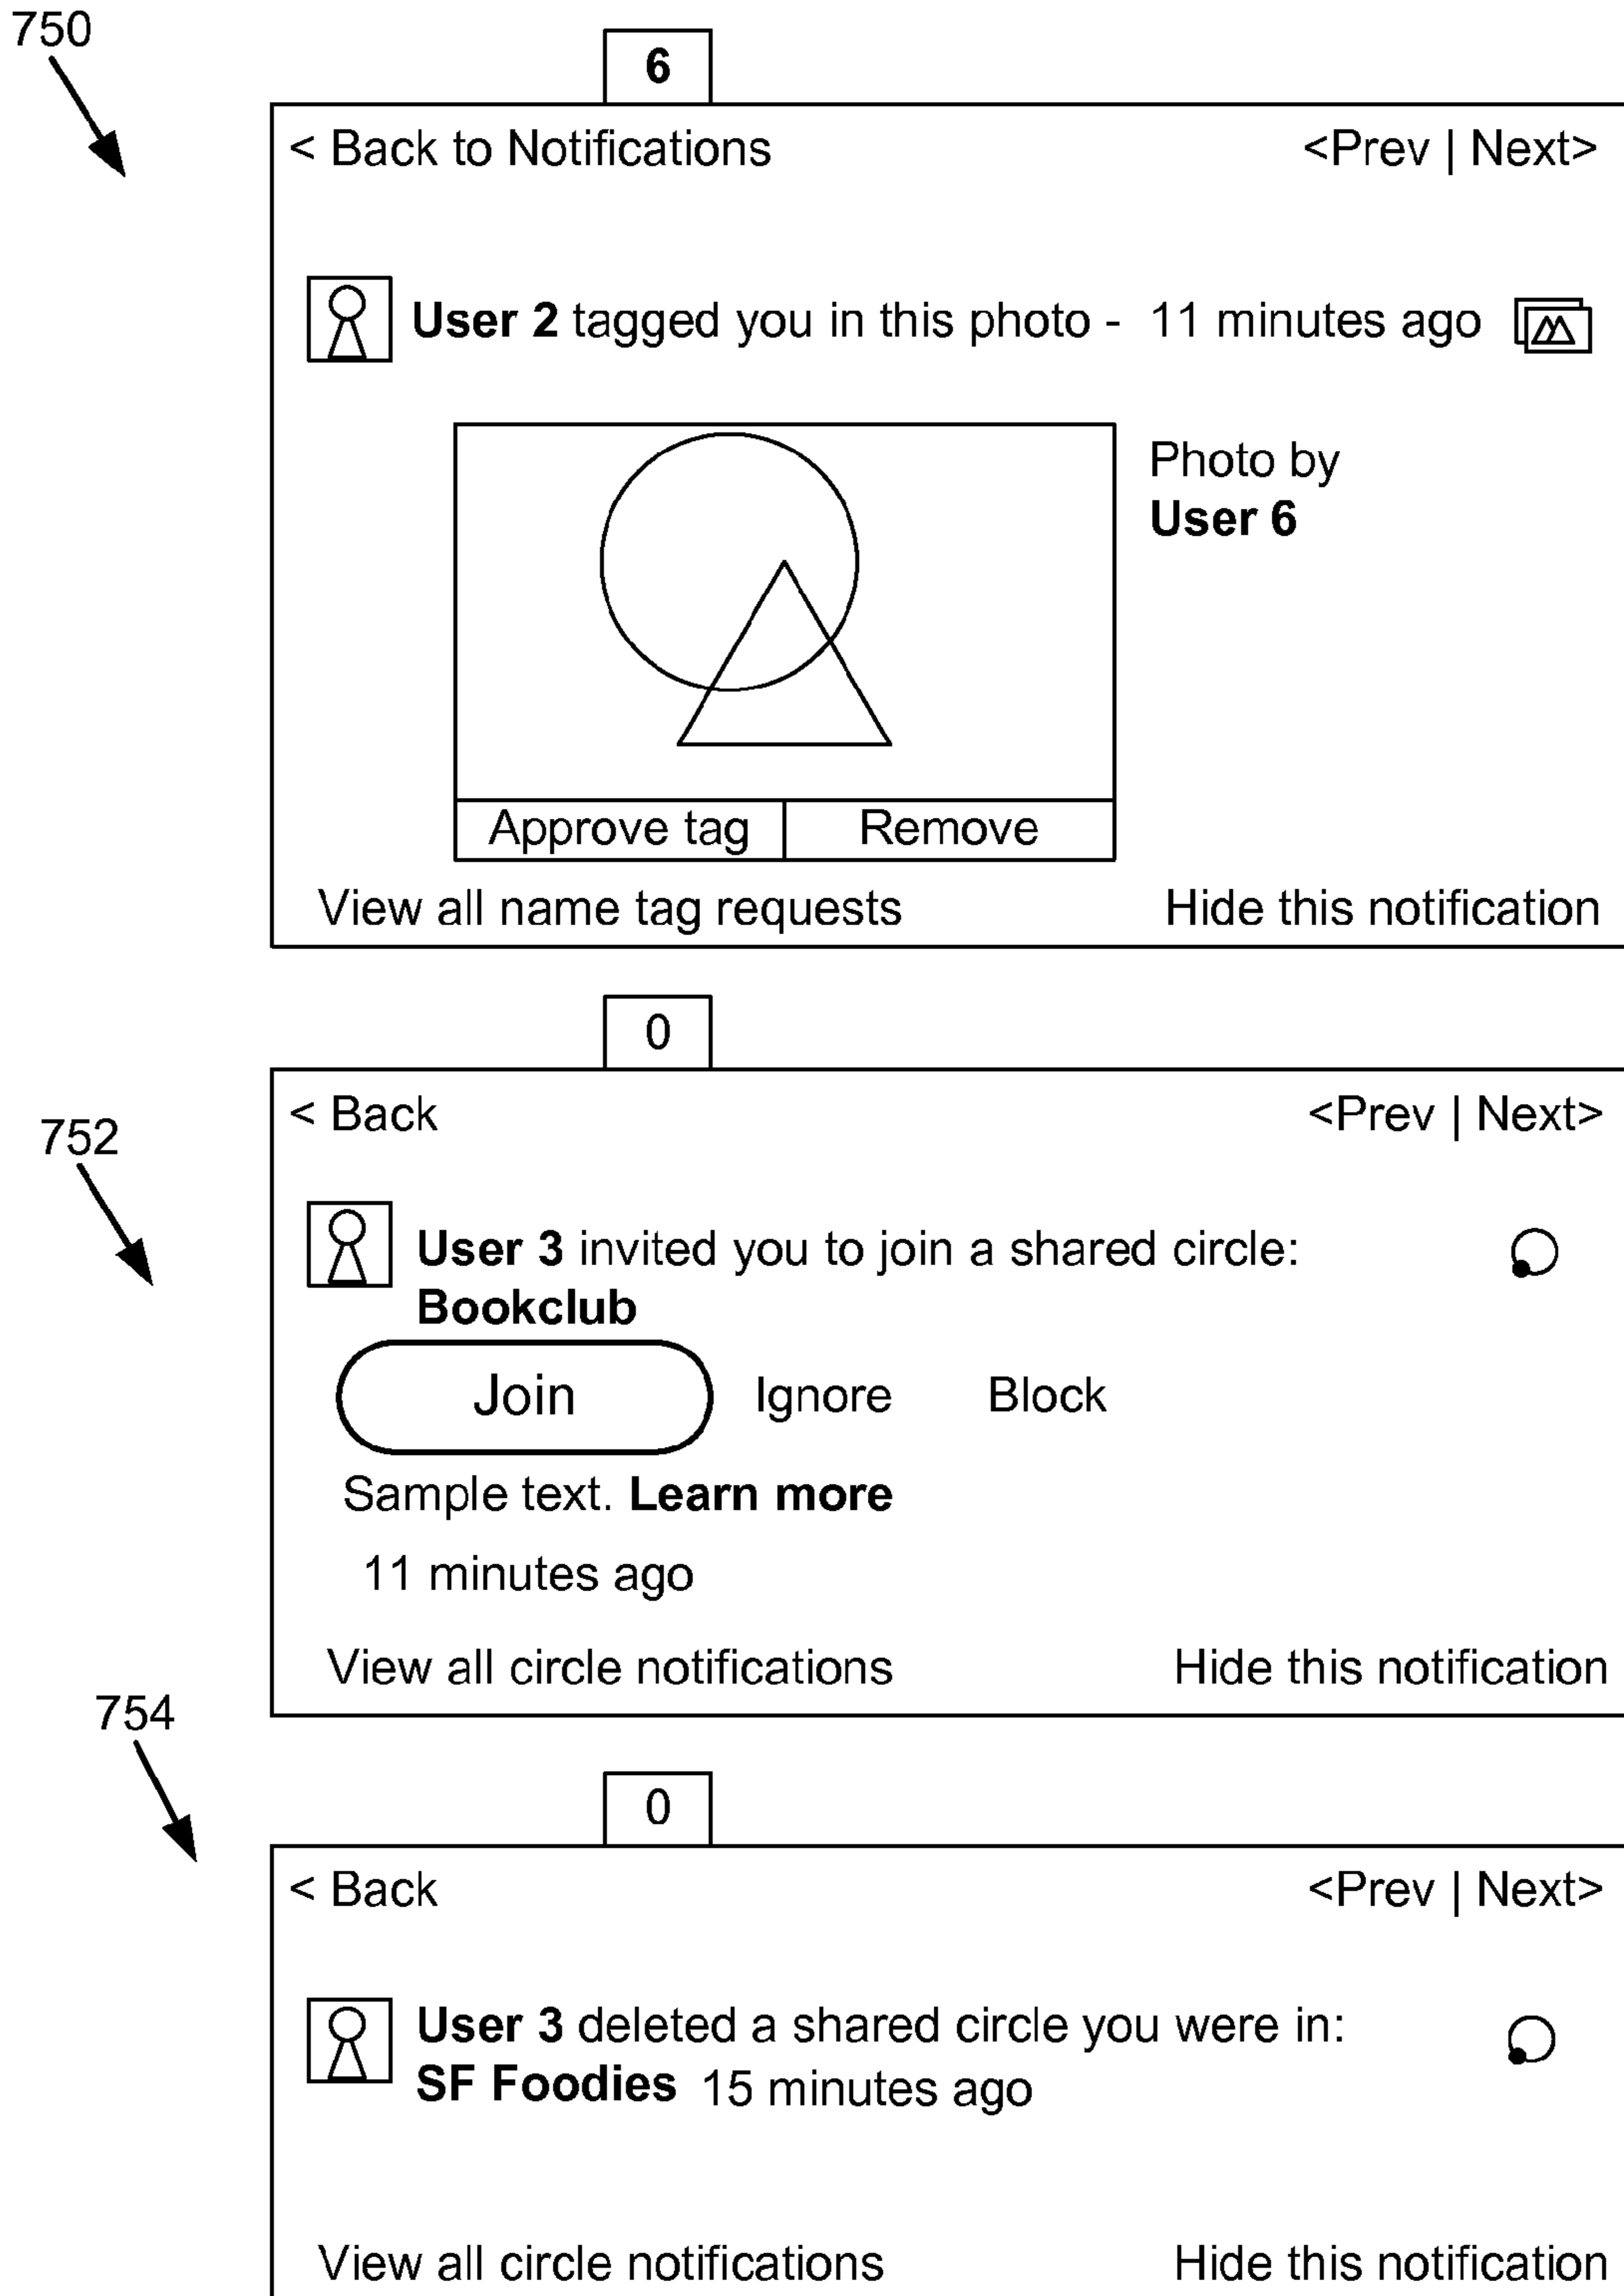 750
6
< Back to Notifications <Prev | Next>
User 2 tagged you in this photo - 11 minutes ago
Photo by
User 6
Approve tag Remove
View all name tag requests Hide this notification
0
752
< Back <Prev | Next>
User 3 invited you to join a shared circle:
Bookclub
Join Ignore Block
Sample text. Learn more
11 minutes ago
View all circle notifications Hide this notification
754
0
< Back <Prev | Next>
User 3 deleted a shared circle you were in:
SF Foodies 15 minutes ago
View all circle notifications Hide this notification